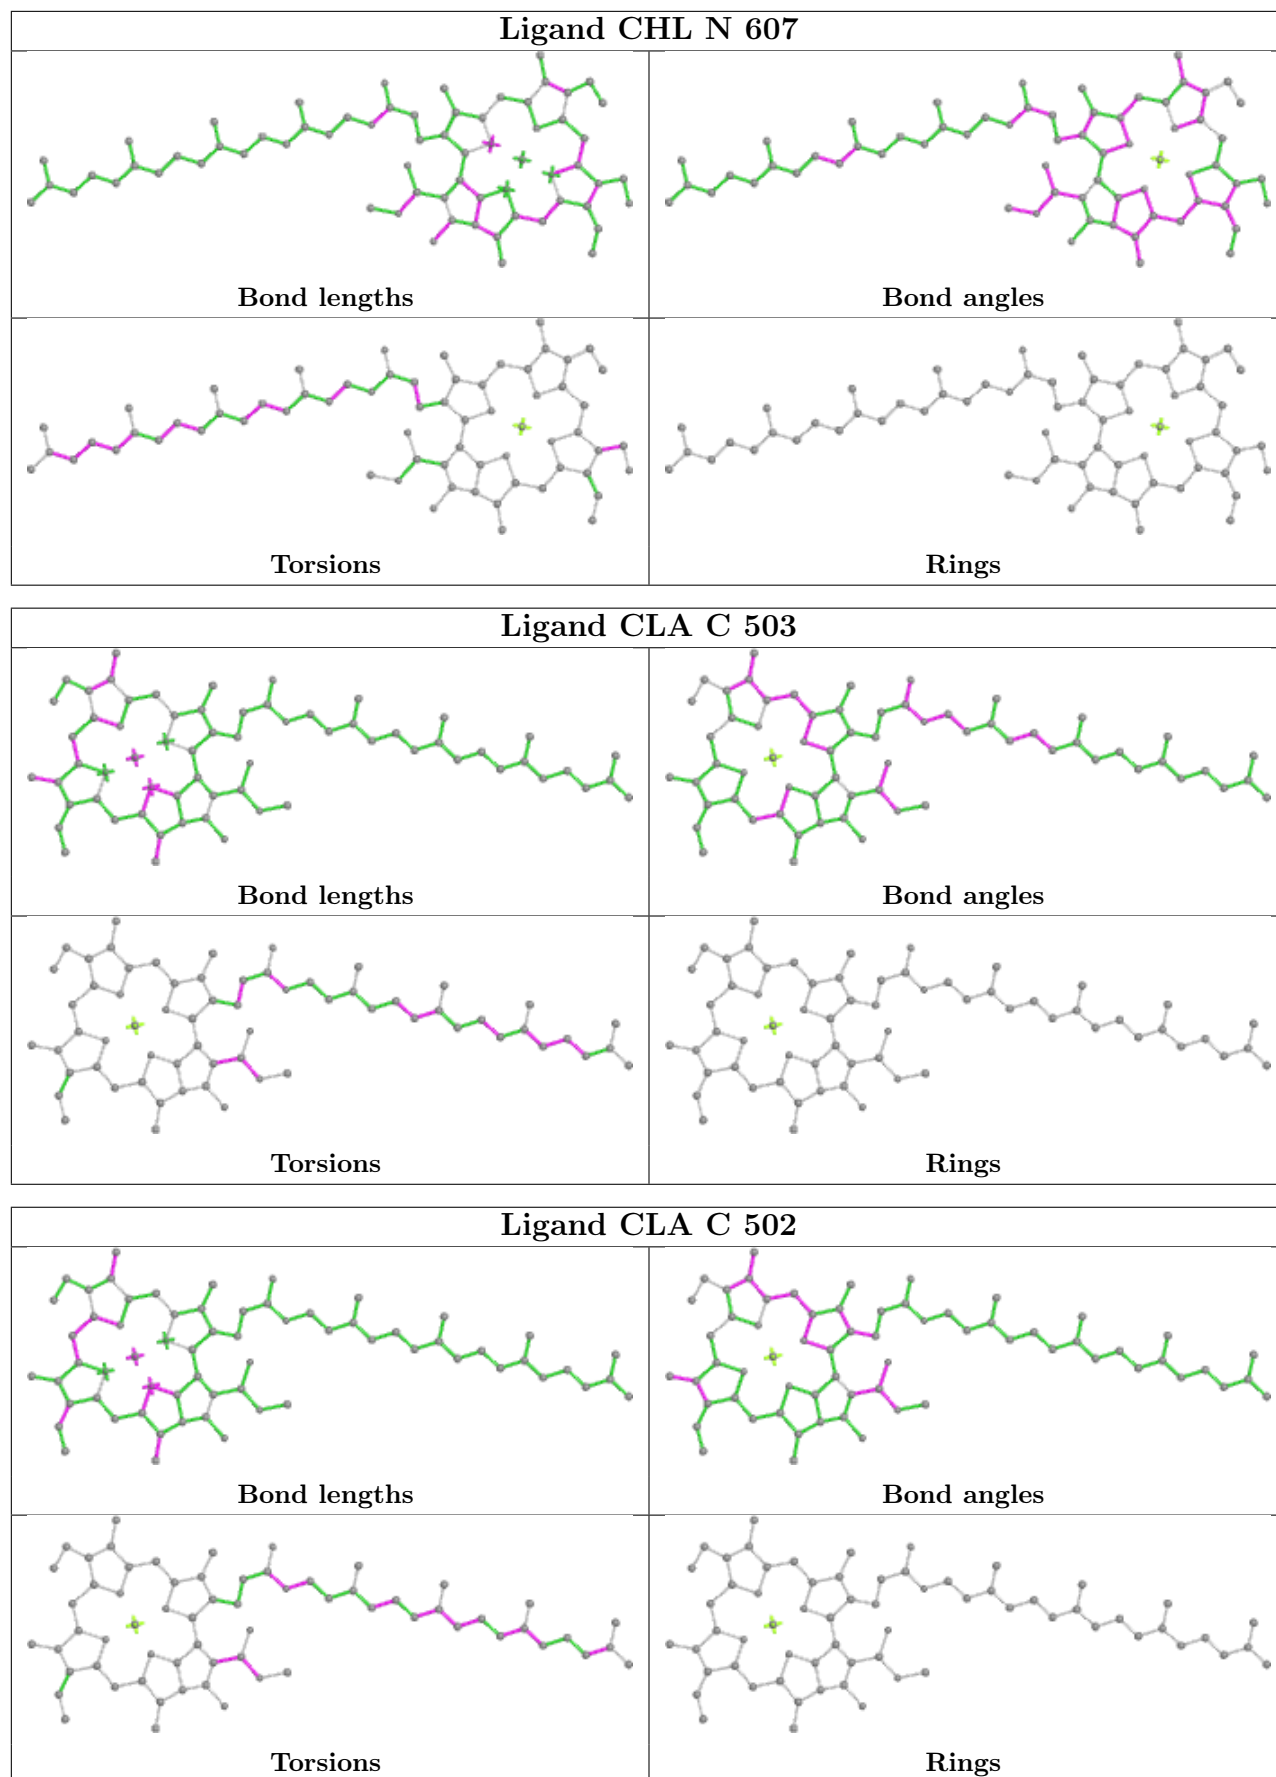 Ligand CHL N 607
Bond lengths
Bond angles
Torsions
Rings
Ligand CLA C 503
Bond lengths
Bond angles
Torsions
Rings
Ligand CLA C 502
Bond lengths
Bond angles
Torsions
Rings